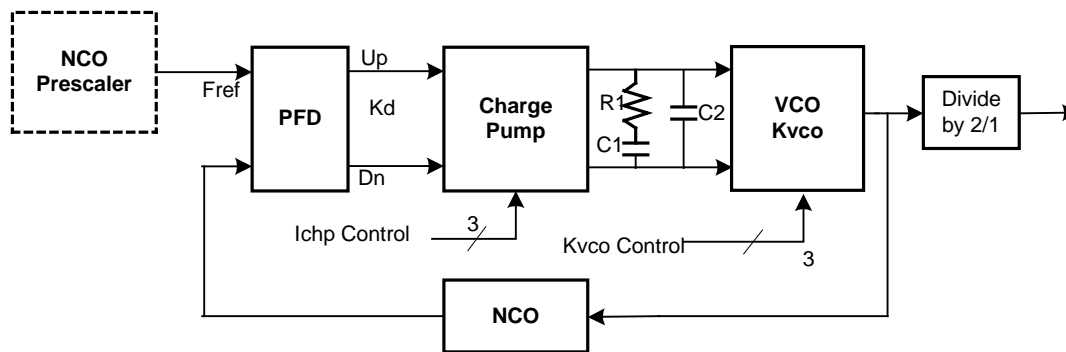 NCO
Prescaler
Fref
PFD
Up
Kd
Dn
Charge
Pump
R1
C1
C2
VCO
Kvco
Divide
by 2/1
Ichp Control
3
Kvco Control
3
NCO